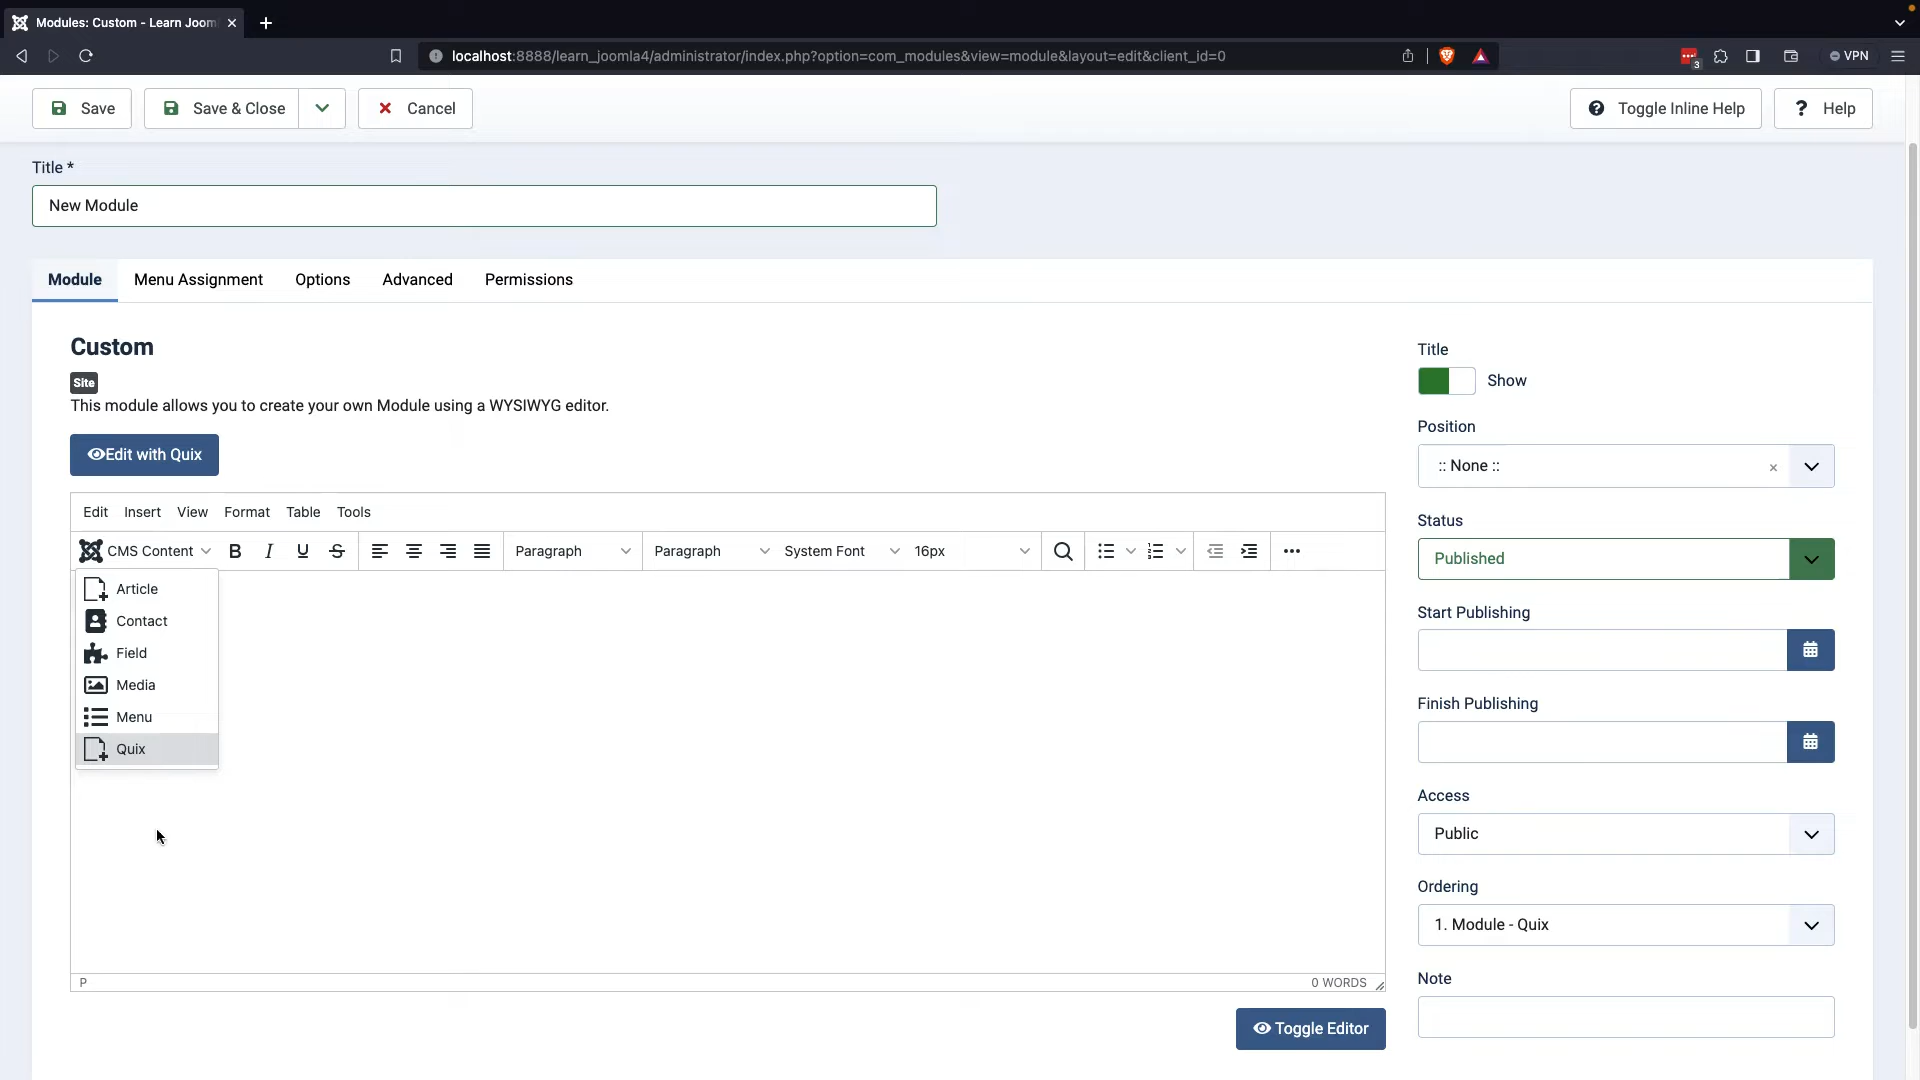 Modules: Custom - Learn Joom
localhost:8888/learn_joomla4/administrator/index.php?option=com_modules&view=module&layout=edit&client_id=0
3
VPN
Save
Save & Close
Cancel
Toggle Inline Help
? Help
Title *
New Module
Module
Menu Assignment
Options
Advanced
Permissions
Custom
Site
This module allows you to create your own Module using a WYSIWYG editor.
Edit with Quix
Edit
Insert
View
Format
Table
Tools
CMS Content
B
I
U
S
Paragraph
Paragraph
System Font
16px
Article
Contact
Field
Media
Menu
Quix
P
0 WORDS
Toggle Editor
Title
Show
Position
:: None ::
Status
Published
Start Publishing
Finish Publishing
Access
Public
Ordering
1. Module - Quix
Note